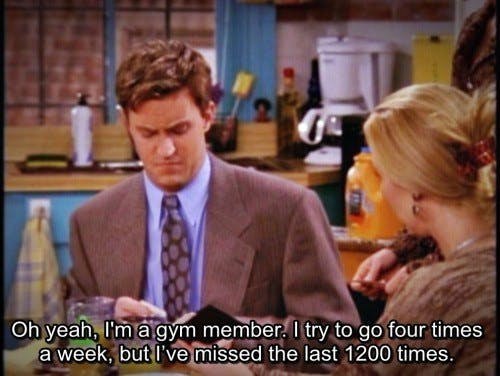 Oh yeah, I'm a gym member. I try to go four times
a week, but I've missed the last 1200 times.